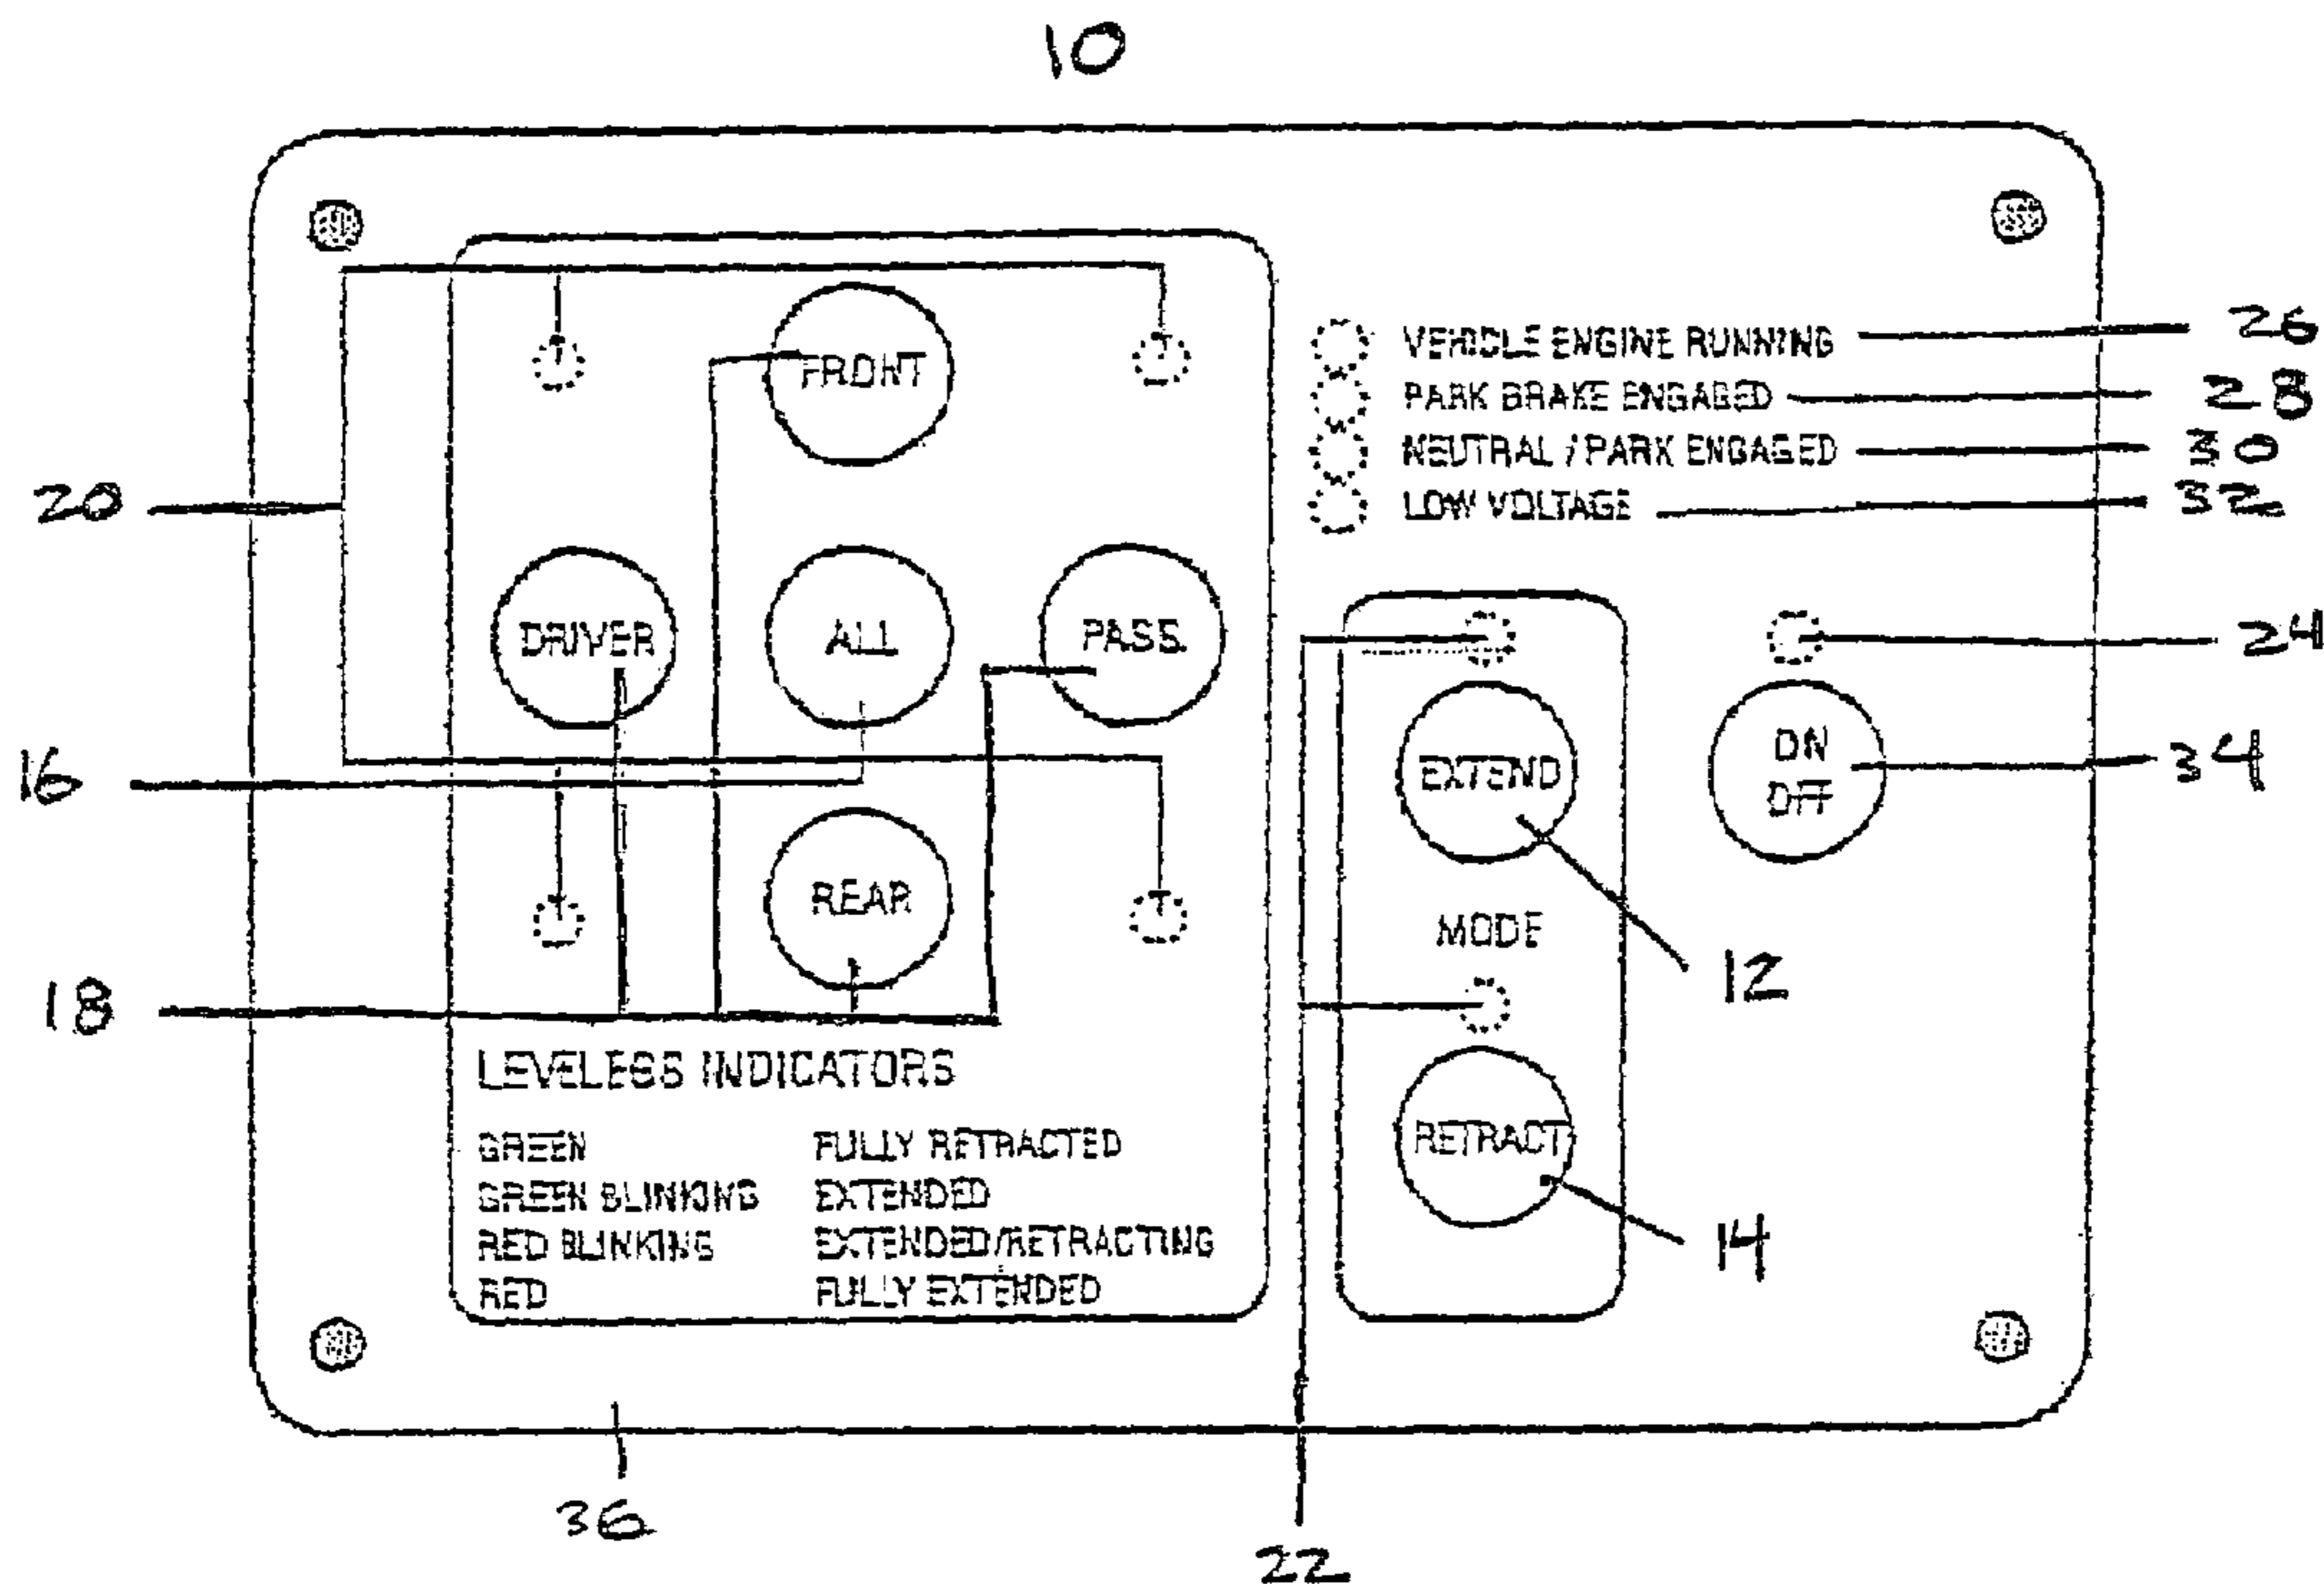 10
FRONT
VEHICLE ENGINE RUNNING 26
PARK BRAKE ENGAGED 28
NEUTRAL / PARK ENGAGED 30
LOW VOLTAGE 32
20
DRIVER ALL PASS.
24
16
EXTEND
ON
OFF
34
REAR
MODE
12
18
LEVELESS INDICATORS
GREEN FULLY RETRACTED
GREEN BLINKING EXTENDED
RED BLINKING EXTENDED/RETRACTING
RED FULLY EXTENDED
RETRACT
14
36
22